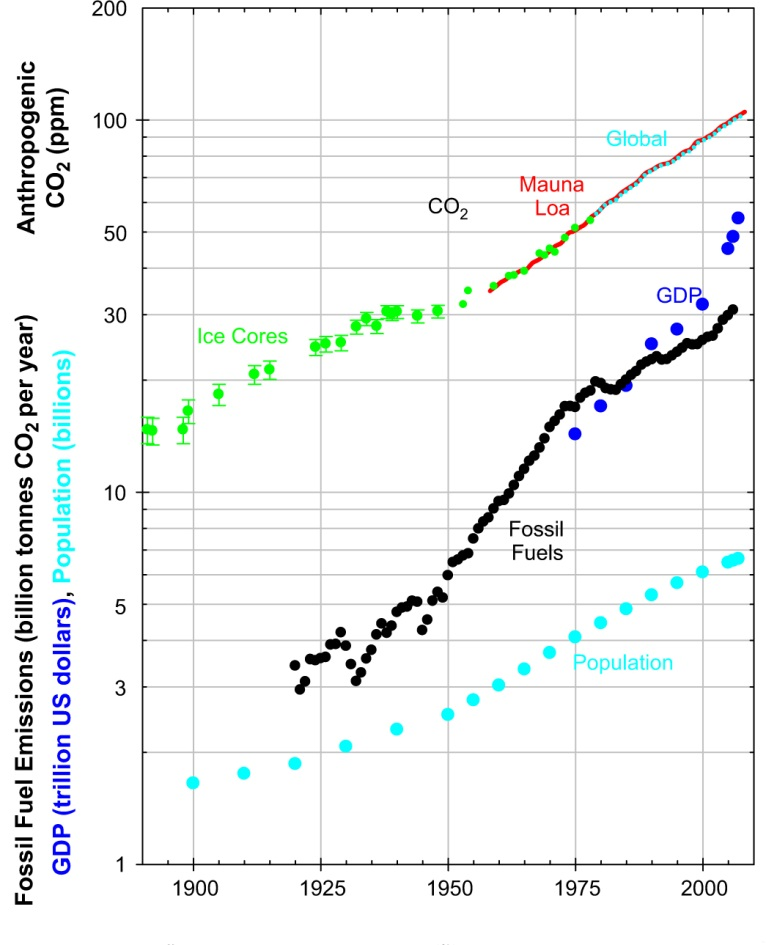 200
100
50
30
10
5
3
1
Anthropogenic
CO2 (ppm)
Fossil Fuel Emissions (billion tonnes CO2 per year)
GDP (trillion US dollars), Population (billions)
Global
Mauna
Loa
CO2
GDP
Ice Cores
Fossil
Fuels
Population
1900
1925
1950
1975
2000